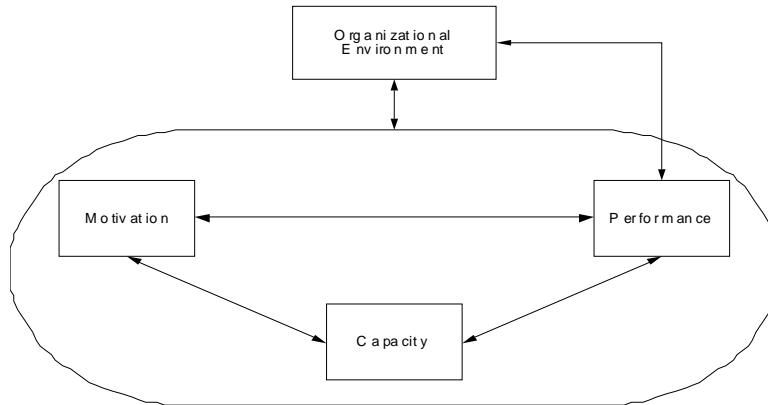 Organizational
Environment
Motivation
Performance
Capacity